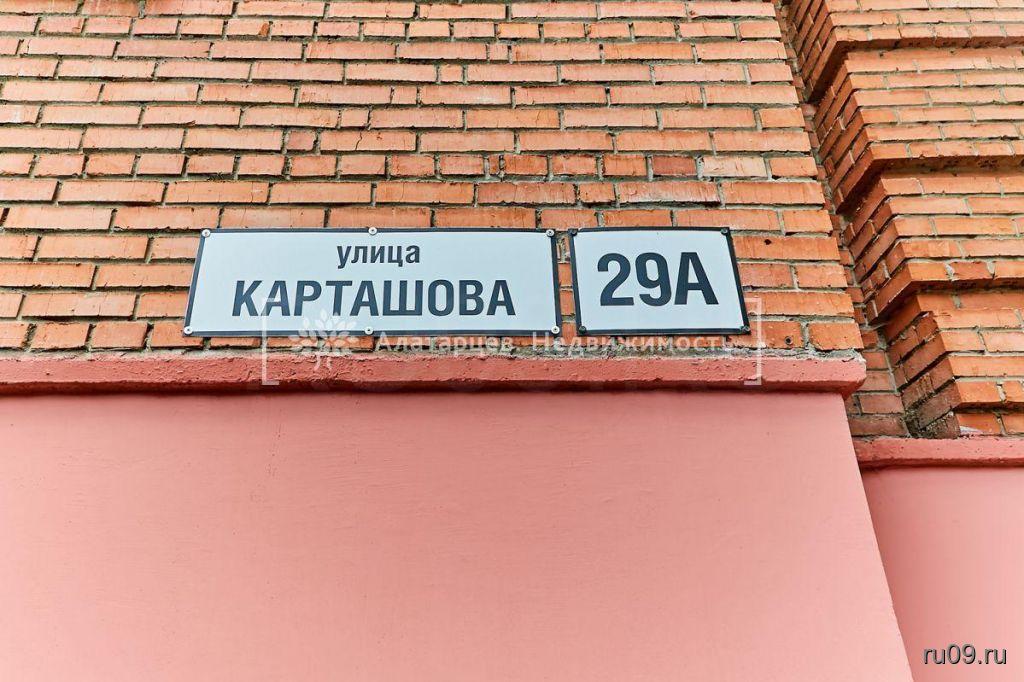 улица
КАРТАШОВА
29А
Алатарцев Недвижимость
ru09.ru